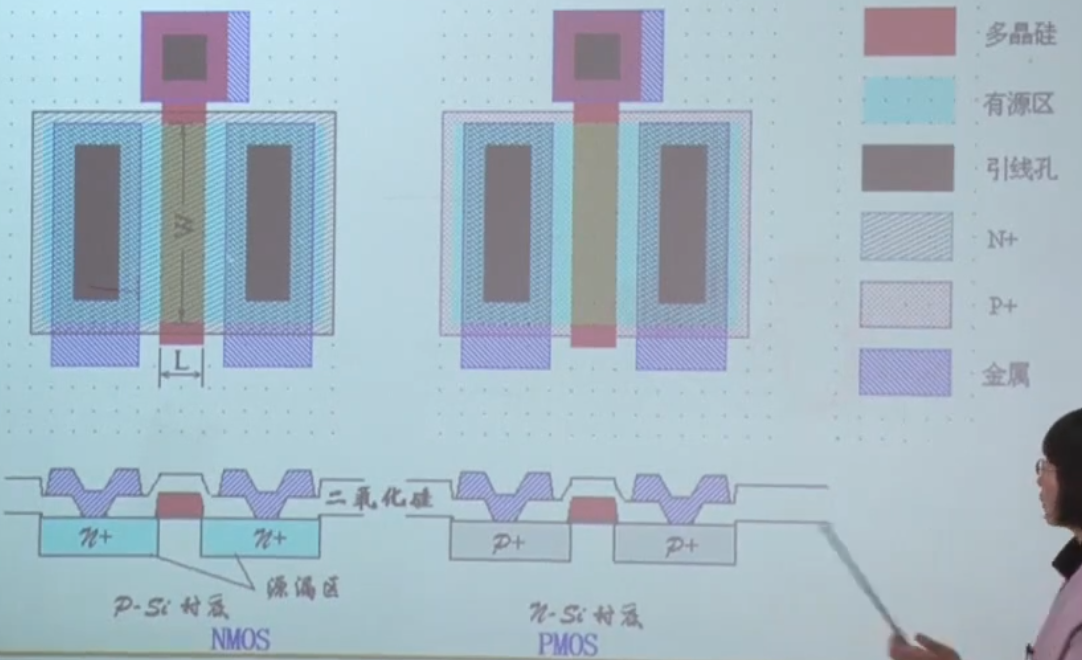 多晶硅
有源区
引线孔
N+
P+
金属
W
L
二氧化硅
N+ N+
P+ P+
源漏区
P-Si 衬底
N-Si 衬底
NMOS
PMOS